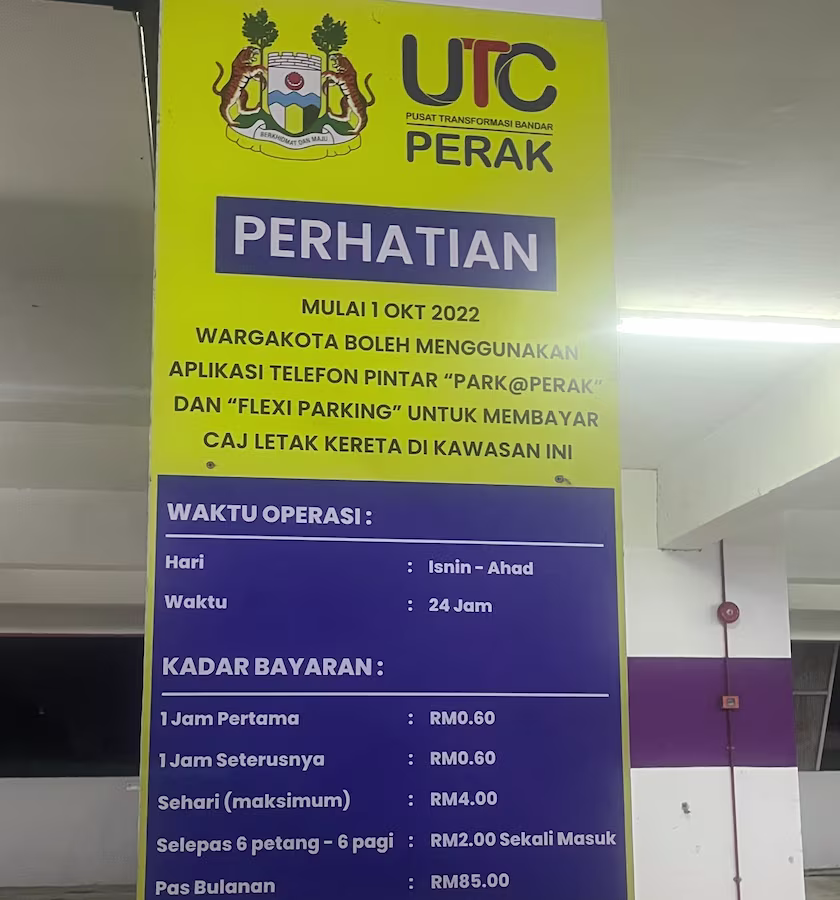 BERKHIDMAT DAN MAJU
UTC
PUSAT TRANSFORMASI BANDAR
PERAK
PERHATIAN
MULAI 1 OKT 2022
WARGAKOTA BOLEH MENGGUNAKAN
APLIKASI TELEFON PINTAR “PARK@PERAK”
DAN “FLEXI PARKING” UNTUK MEMBAYAR
CAJ LETAK KERETA DI KAWASAN INI
WAKTU OPERASI :
Hari : Isnin - Ahad
Waktu : 24 Jam
KADAR BAYARAN :
1 Jam Pertama : RM0.60
1 Jam Seterusnya : RM0.60
Sehari (maksimum) : RM4.00
Selepas 6 petang - 6 pagi : RM2.00 Sekali Masuk
Pas Bulanan : RM85.00